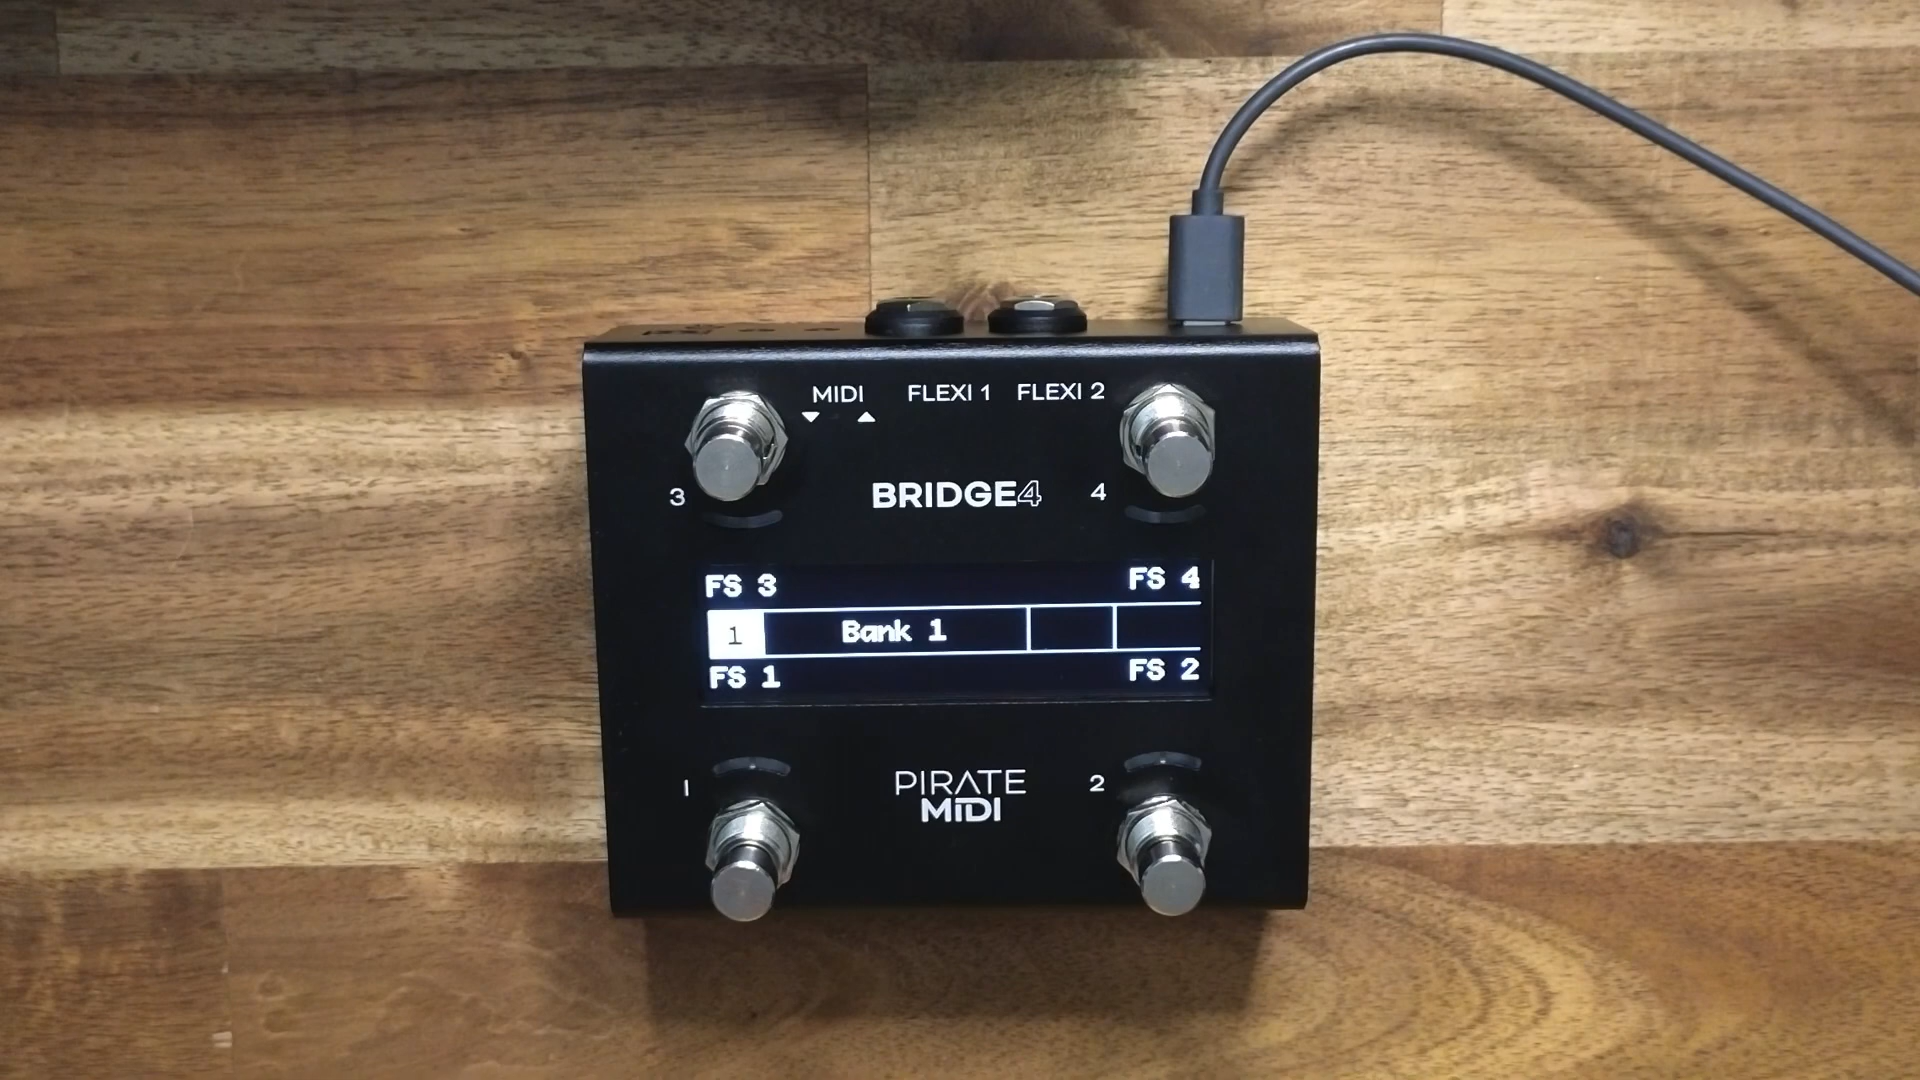 MIDI FLEXI 1 FLEXI 2
3 BRIDGE4 4
FS 3 FS 4
1 Bank 1
FS 1 FS 2
1 PIRATE 2
MIDI